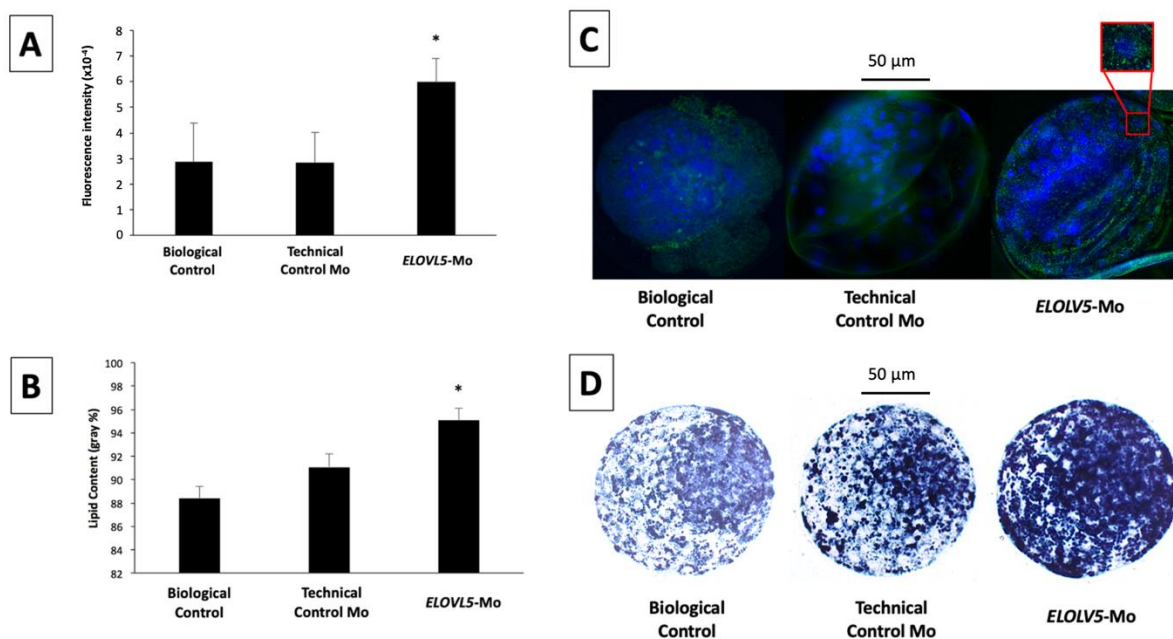 A
Fluorescence intensity (x10⁻⁴)
8
7
6
5
4
3
2
1
0
*
Biological
Control
Technical
Control Mo
ELOVL5-Mo
B
Lipid Content (gray %)
100
98
96
94
92
90
88
86
84
82
*
Biological
Control
Technical
Control Mo
ELOVL5-Mo
C
50 µm
Biological
Control
Technical
Control Mo
ELOLV5-Mo
D
50 µm
Biological
Control
Technical
Control Mo
ELOLV5-Mo